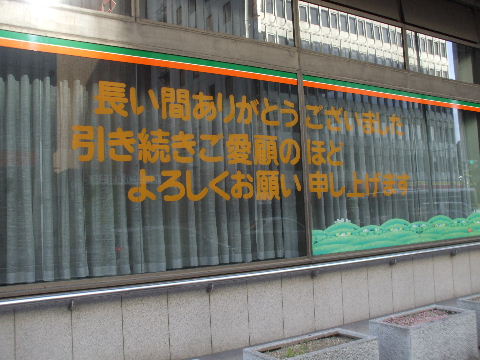 長い間ありがとうございました
引き続きご愛顧のほど
よろしくお願い申し上げます